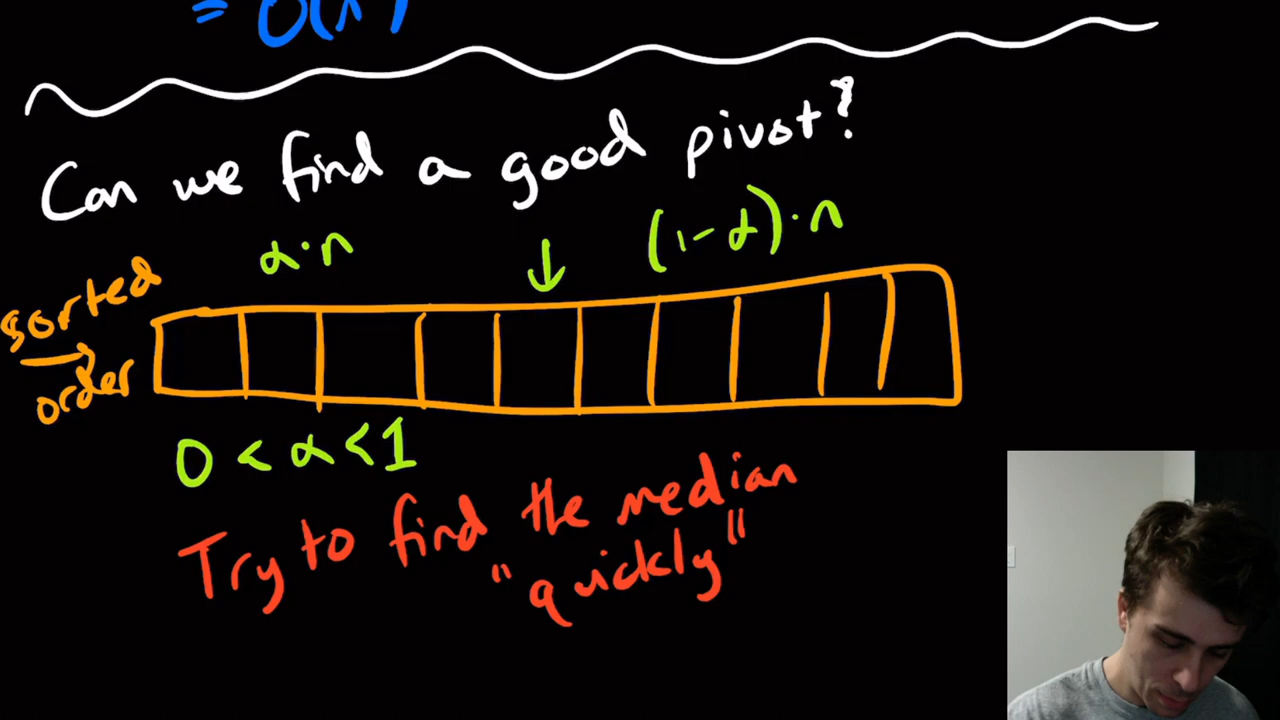 = O(n)
Can we find a good pivot?
α·n
(1-α)·n
sorted
order
0 < α < 1
Try to find the median
"quickly"